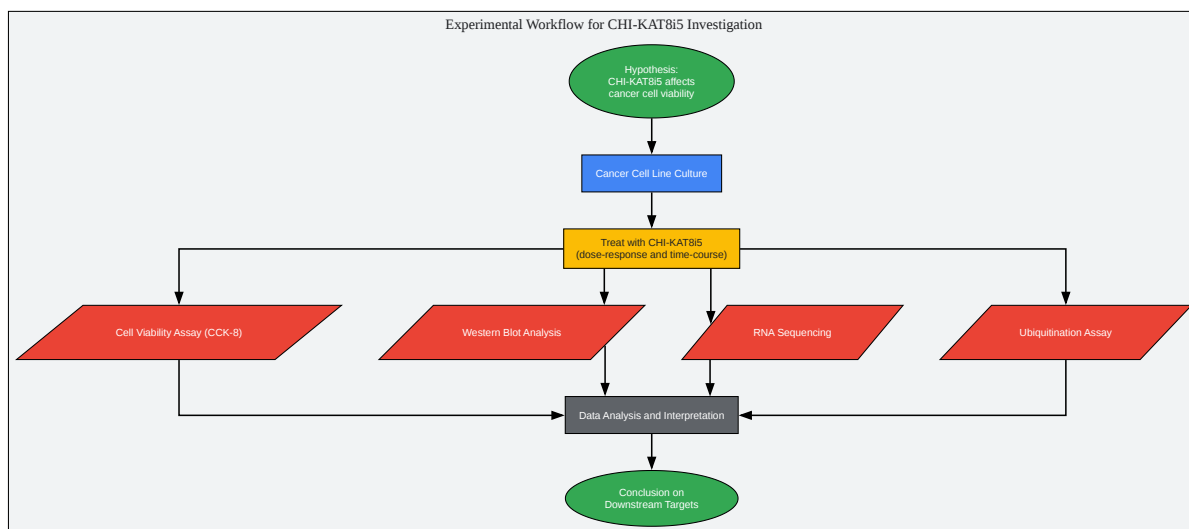 Experimental Workflow for CHI-KAT8i5 Investigation
Hypothesis:
CHI-KAT8i5 affects
cancer cell viability
Cancer Cell Line Culture
Treat with CHI-KAT8i5
(dose-response and time-course)
Cell Viability Assay (CCK-8)
Western Blot Analysis
RNA Sequencing
Ubiquitination Assay
Data Analysis and Interpretation
Conclusion on
Downstream Targets